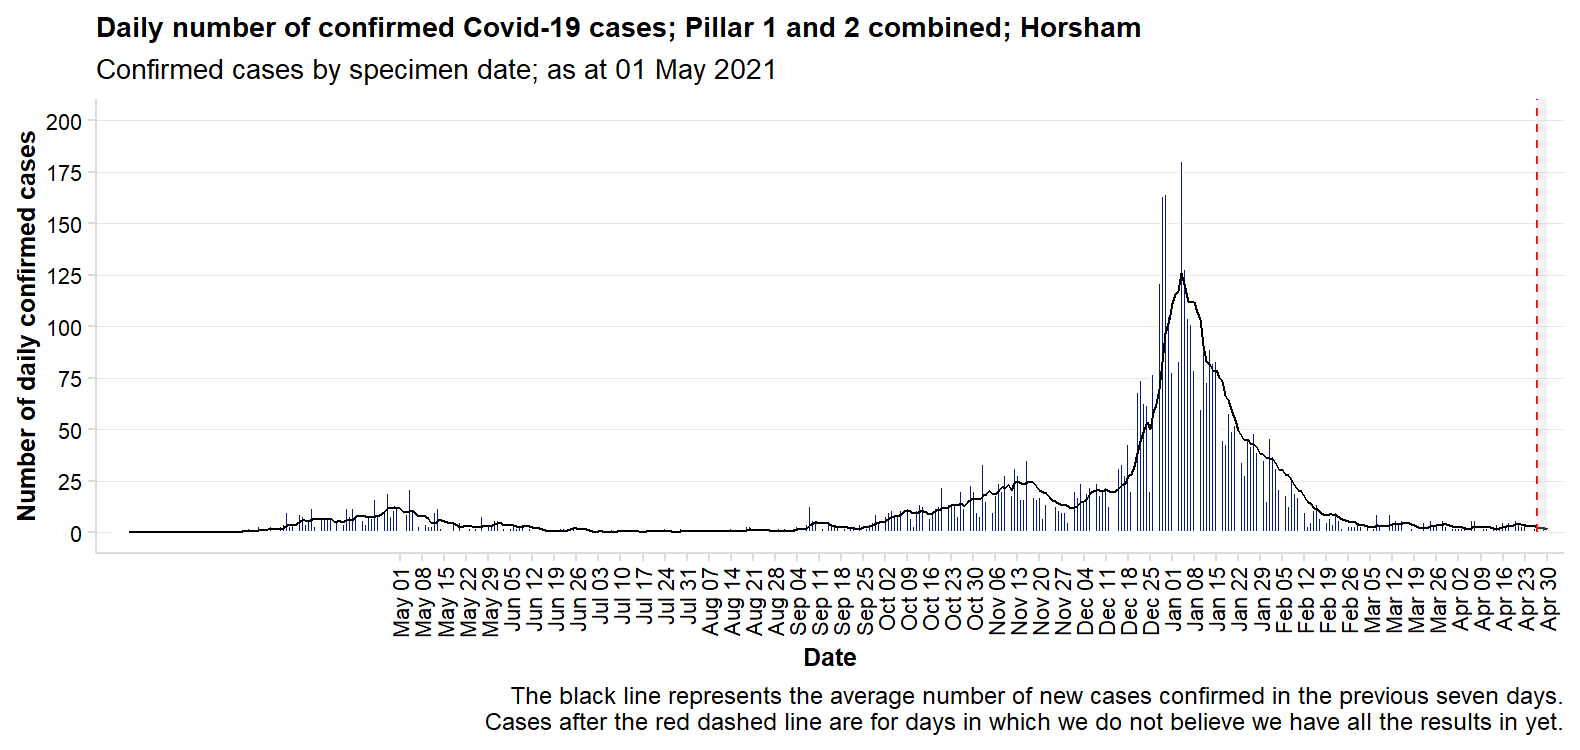 Daily number of confirmed Covid-19 cases; Pillar 1 and 2 combined; Horsham
Confirmed cases by specimen date; as at 01 May 2021
Number of daily confirmed cases
200
175
150
125
100
75
50
25
0
May 01
May 08
May 15
May 22
May 29
Jun 05
Jun 12
Jun 19
Jun 26
Jul 03
Jul 10
Jul 17
Jul 24
Jul 31
Aug 07
Aug 14
Aug 21
Aug 28
Sep 04
Sep 11
Sep 18
Sep 25
Oct 02
Oct 09
Oct 16
Oct 23
Oct 30
Nov 06
Nov 13
Nov 20
Nov 27
Dec 04
Dec 11
Dec 18
Dec 25
Jan 01
Jan 08
Jan 15
Jan 22
Jan 29
Feb 05
Feb 12
Feb 19
Feb 26
Mar 05
Mar 12
Mar 19
Mar 26
Apr 02
Apr 09
Apr 16
Apr 23
Apr 30
Date
The black line represents the average number of new cases confirmed in the previous seven days.
Cases after the red dashed line are for days in which we do not believe we have all the results in yet.